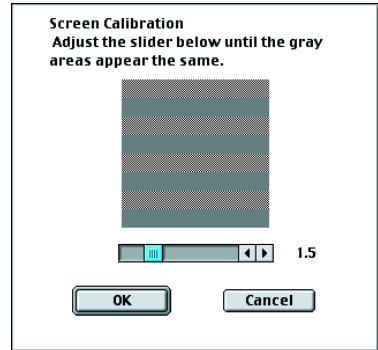 Screen Calibration
Adjust the slider below until the gray
areas appear the same.
1.5
OK Cancel